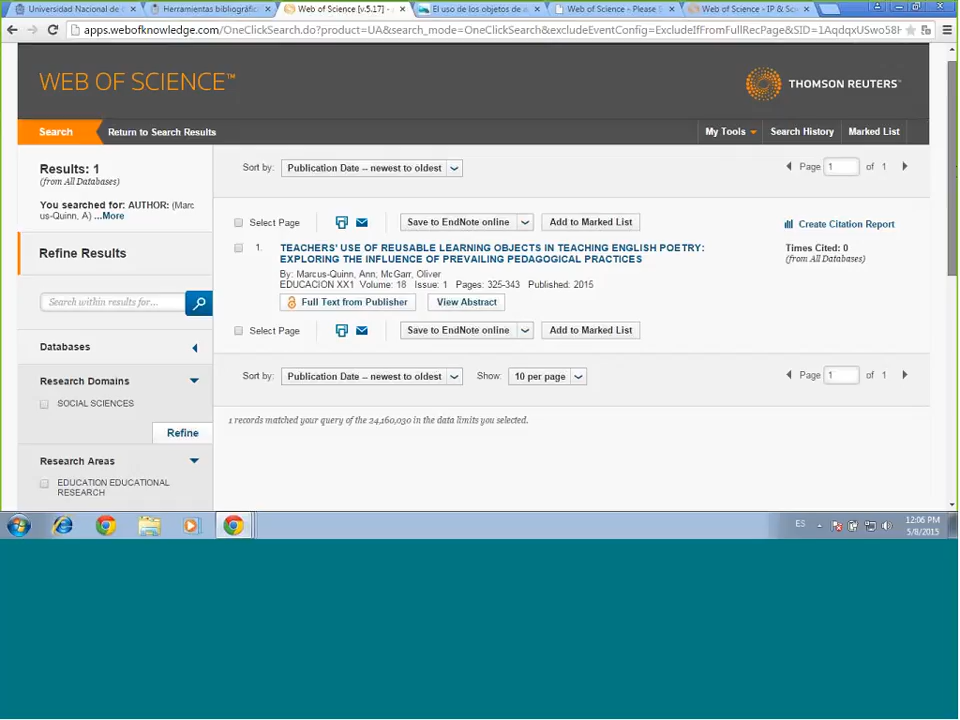 Universidad Nacional de
Herramientas bibliográfic
Web of Science [v.5.17] -
El uso de los objetos de a
Web of Science - Please
Web of Science - IP & Sc
apps.webofknowledge.com/OneClickSearch.do?product=UA&search_mode=OneClickSearch&excludeEventConfig=ExcludeIfFromFullRecPage&SID=
WEB OF SCIENCE™
THOMSON REUTERS™
Search
Return to Search Results
My Tools
Search History
Marked List
Results: 1
(from All Databases)
You searched for: AUTHOR: (Marc
us-Quinn, A) ...More
Refine Results
Search within results for...
Databases
Research Domains
SOCIAL SCIENCES
Refine
Research Areas
EDUCATION EDUCATIONAL
RESEARCH
Sort by: Publication Date -- newest to oldest
Page 1 of 1
Select Page
Save to EndNote online
Add to Marked List
1. TEACHERS' USE OF REUSABLE LEARNING OBJECTS IN TEACHING ENGLISH POETRY:
EXPLORING THE INFLUENCE OF PREVAILING PEDAGOGICAL PRACTICES
By: Marcus-Quinn, Ann; McGarr, Oliver
EDUCACION XX1 Volume: 18 Issue: 1 Pages: 325-343 Published: 2015
Full Text from Publisher
View Abstract
Create Citation Report
Times Cited: 0
(from All Databases)
Select Page
Save to EndNote online
Add to Marked List
Sort by: Publication Date -- newest to oldest
Show: 10 per page
Page 1 of 1
1 records matched your query of the 24,160,030 in the data limits you selected.
ES
12:06 PM
5/8/2015